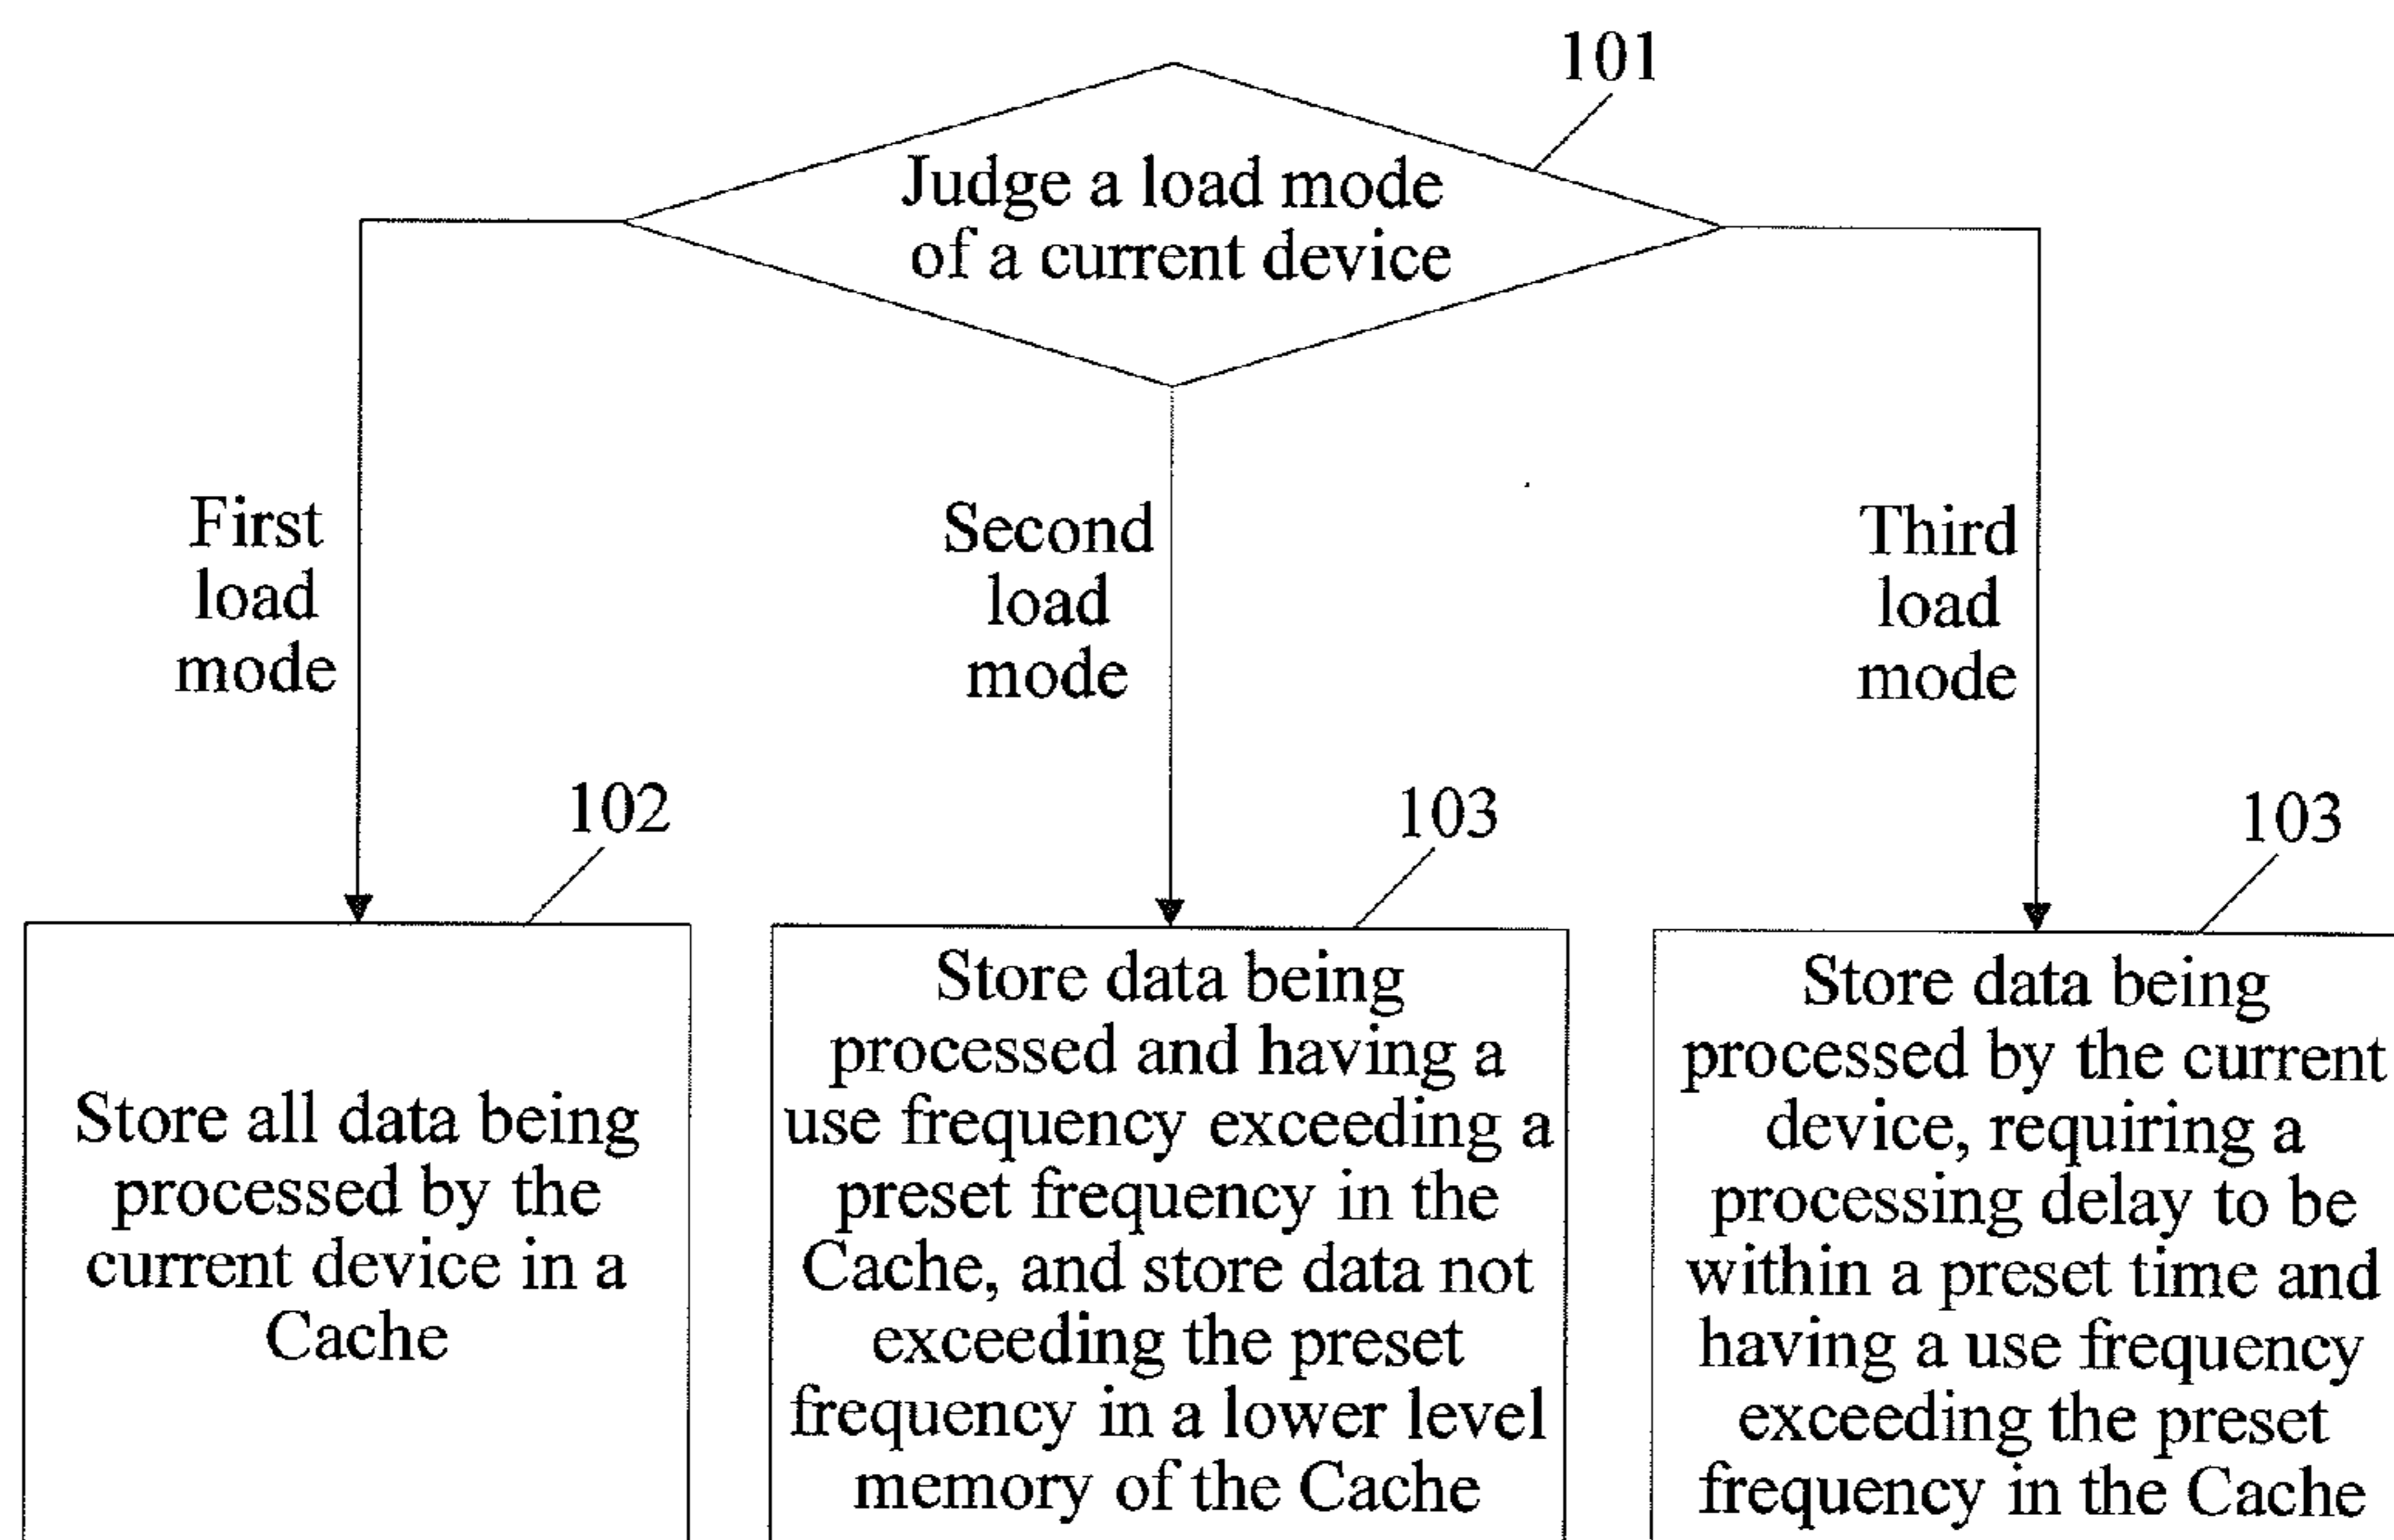 101
Judge a load mode
of a current device
First
load
mode
Second
load
mode
Third
load
mode
102
103
103
Store all data being
processed by the
current device in a
Cache
Store data being
processed and having a
use frequency exceeding a
preset frequency in the
Cache, and store data not
exceeding the preset
frequency in a lower level
memory of the Cache
Store data being
processed by the current
device, requiring a
processing delay to be
within a preset time and
having a use frequency
exceeding the preset
frequency in the Cache